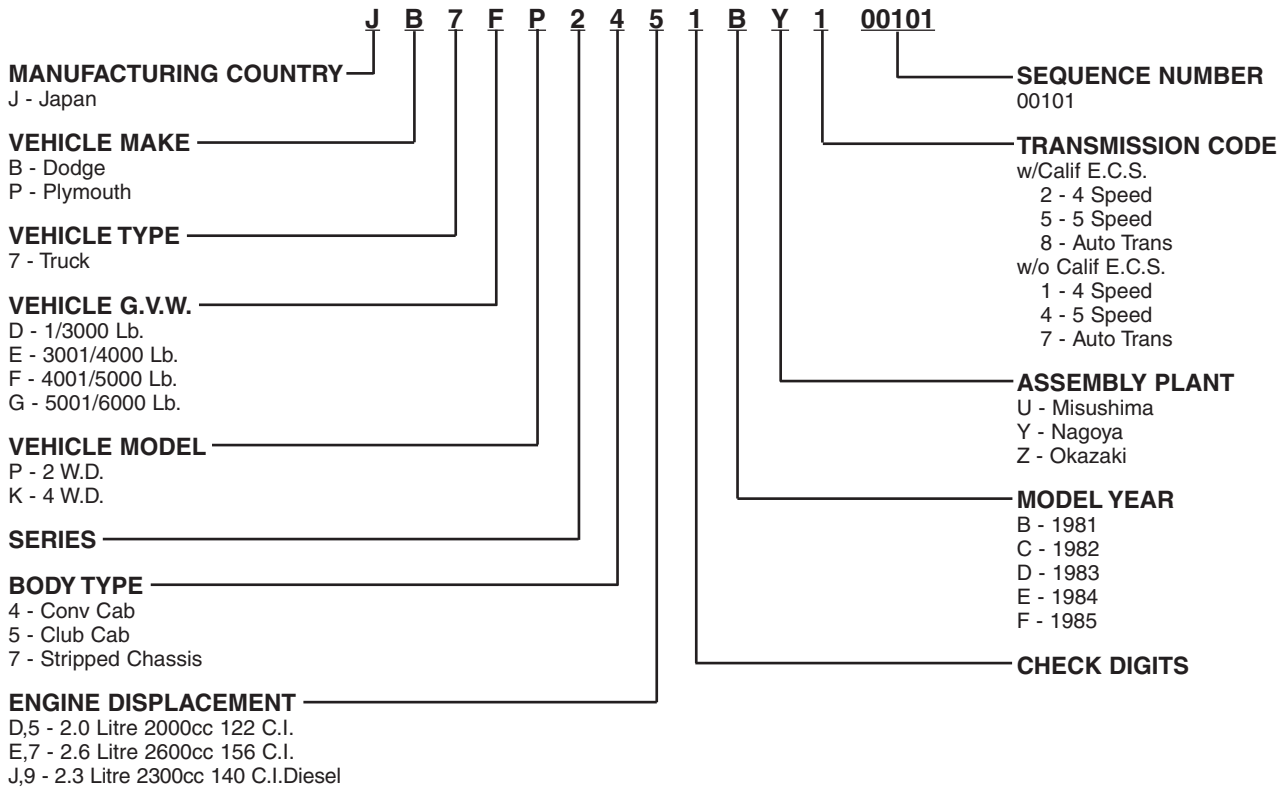 J B 7 F P 2 4 5 1 B Y 1 00101
MANUFACTURING COUNTRY
J - Japan
VEHICLE MAKE
B - Dodge
P - Plymouth
VEHICLE TYPE
7 - Truck
VEHICLE G.V.W.
D - 1/3000 Lb.
E - 3001/4000 Lb.
F - 4001/5000 Lb.
G - 5001/6000 Lb.
VEHICLE MODEL
P - 2 W.D.
K - 4 W.D.
SERIES
BODY TYPE
4 - Conv Cab
5 - Club Cab
7 - Stripped Chassis
ENGINE DISPLACEMENT
D,5 - 2.0 Litre 2000cc 122 C.I.
E,7 - 2.6 Litre 2600cc 156 C.I.
J,9 - 2.3 Litre 2300cc 140 C.I.Diesel
SEQUENCE NUMBER
00101
TRANSMISSION CODE
w/Calif E.C.S.
2 - 4 Speed
5 - 5 Speed
8 - Auto Trans
w/o Calif E.C.S.
1 - 4 Speed
4 - 5 Speed
7 - Auto Trans
ASSEMBLY PLANT
U - Misushima
Y - Nagoya
Z - Okazaki
MODEL YEAR
B - 1981
C - 1982
D - 1983
E - 1984
F - 1985
CHECK DIGITS